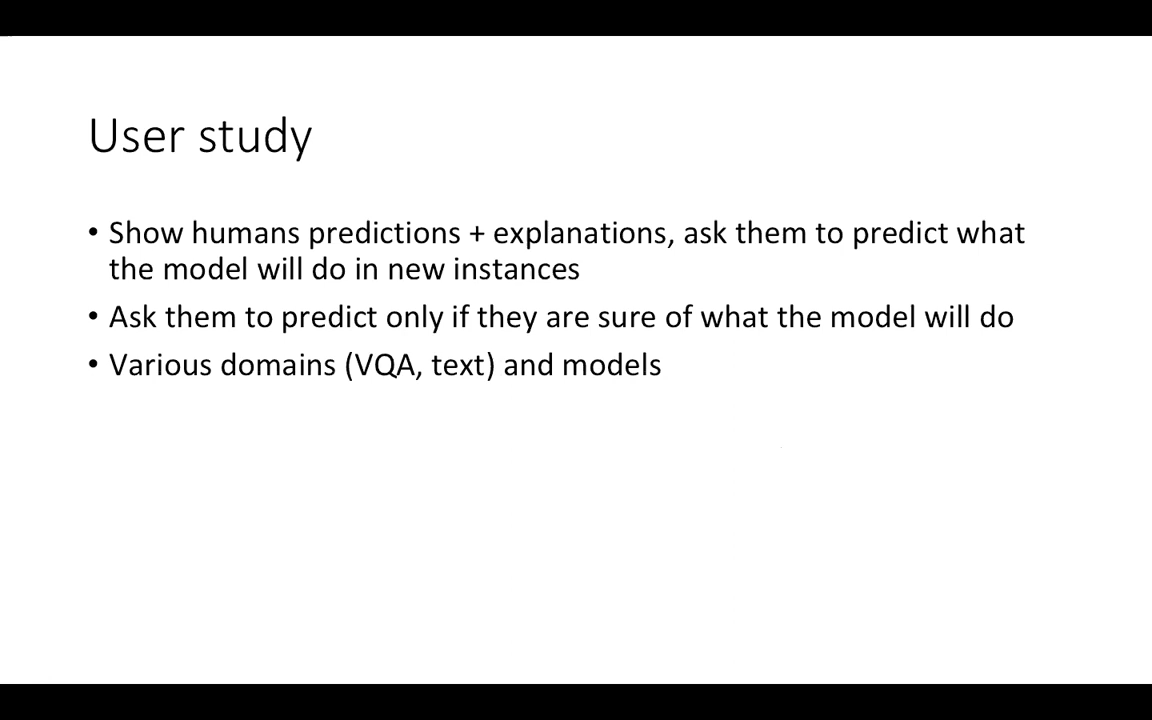 User study
• Show humans predictions + explanations, ask them to predict what
the model will do in new instances
• Ask them to predict only if they are sure of what the model will do
• Various domains (VQA, text) and models